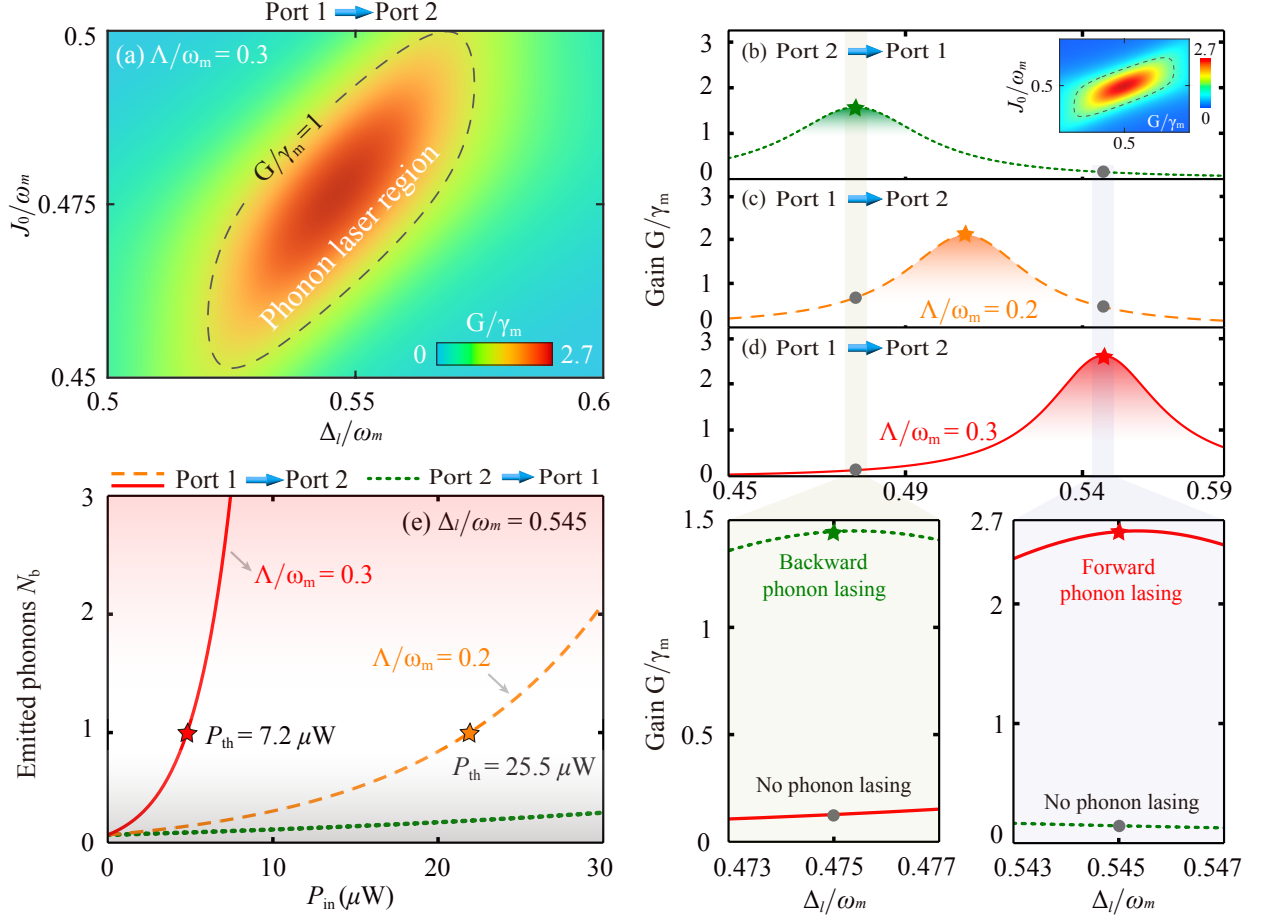 Port 1 Port 2
(a) Λ/ωm = 0.3
G/γm=1
Phonon laser region
G/γm
0 2.7
0.5
0.475
0.45
J0/ωm
0.5 0.55 0.6
Δl/ωm
(b) Port 2 Port 1
3
2
1
0
J0/ωm
0.5
0.5
G/γm
2.7
0
(c) Port 1 Port 2
3
2
1
0
Λ/ωm = 0.2
Gain G/γm
(d) Port 1 Port 2
3
2
1
0
Λ/ωm = 0.3
0.45 0.49 0.54 0.59
Port 1 Port 2 Port 2 Port 1
(e) Δl/ωm = 0.545
Λ/ωm = 0.3
Λ/ωm = 0.2
Pth = 7.2 μW
Pth = 25.5 μW
3
2
1
0
Emitted phonons Nb
0 10 20 30
Pin (μW)
1.5
0.5
0
Gain G/γm
Backward
phonon lasing
No phonon lasing
0.473 0.475 0.477
Δl/ωm
2.7
2
1
0
Forward
phonon lasing
No phonon lasing
0.543 0.545 0.547
Δl/ωm